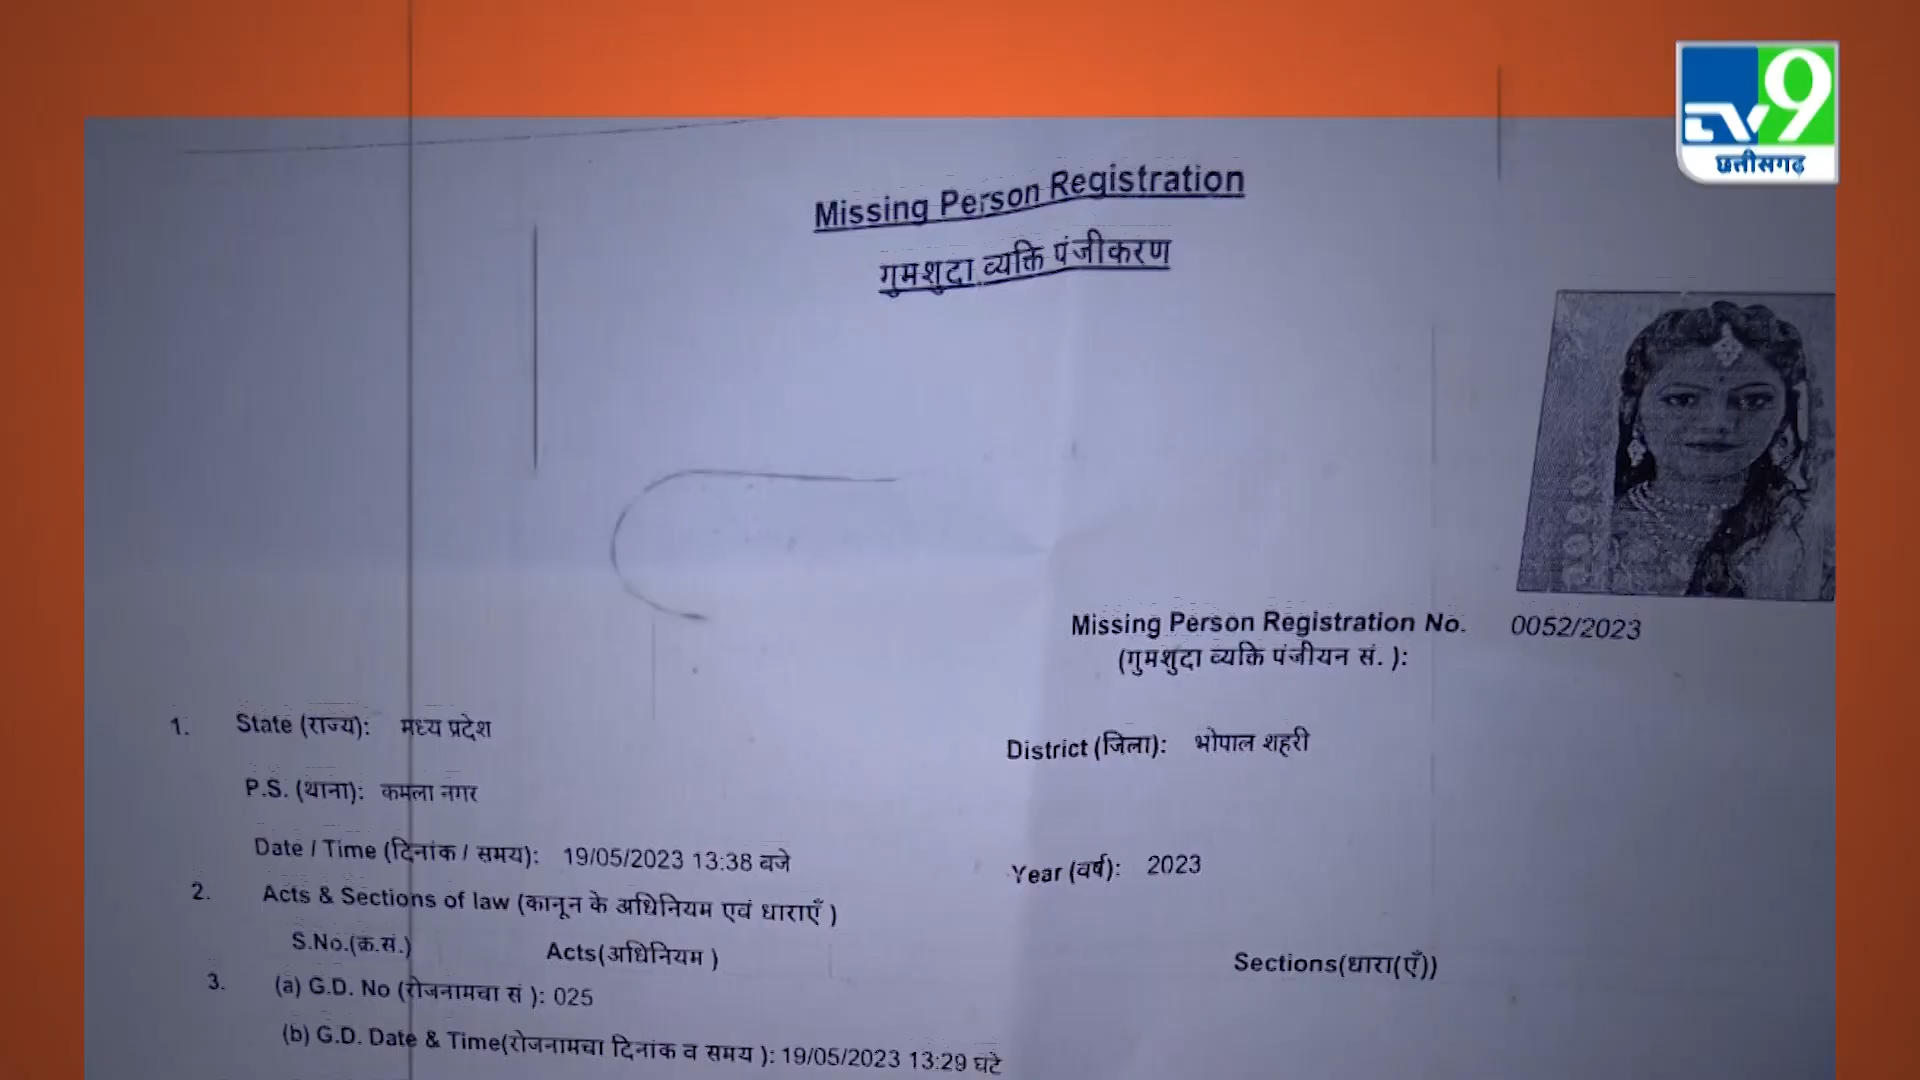 TV9
छत्तीसगढ़
Missing Person Registration
गुमशुदा व्यक्ति पंजीकरण
Missing Person Registration No. 0052/2023
(गुमशुदा व्यक्ति पंजीयन सं. ):
1. State (राज्य): मध्य प्रदेश District (जिला): भोपाल शहरी
P.S. (थाना): कमला नगर
Date / Time (दिनांक / समय): 19/05/2023 13:38 बजे Year (वर्ष): 2023
2. Acts & Sections of law (कानून के अधिनियम एवं धाराएँ )
S.No.(क्र.सं.) Acts(अधिनियम ) Sections(धारा(एँ))
3. (a) G.D. No (रोजनामचा सं ): 025
(b) G.D. Date & Time(रोजनामचा दिनांक व समय ): 19/05/2023 13:29 घटे